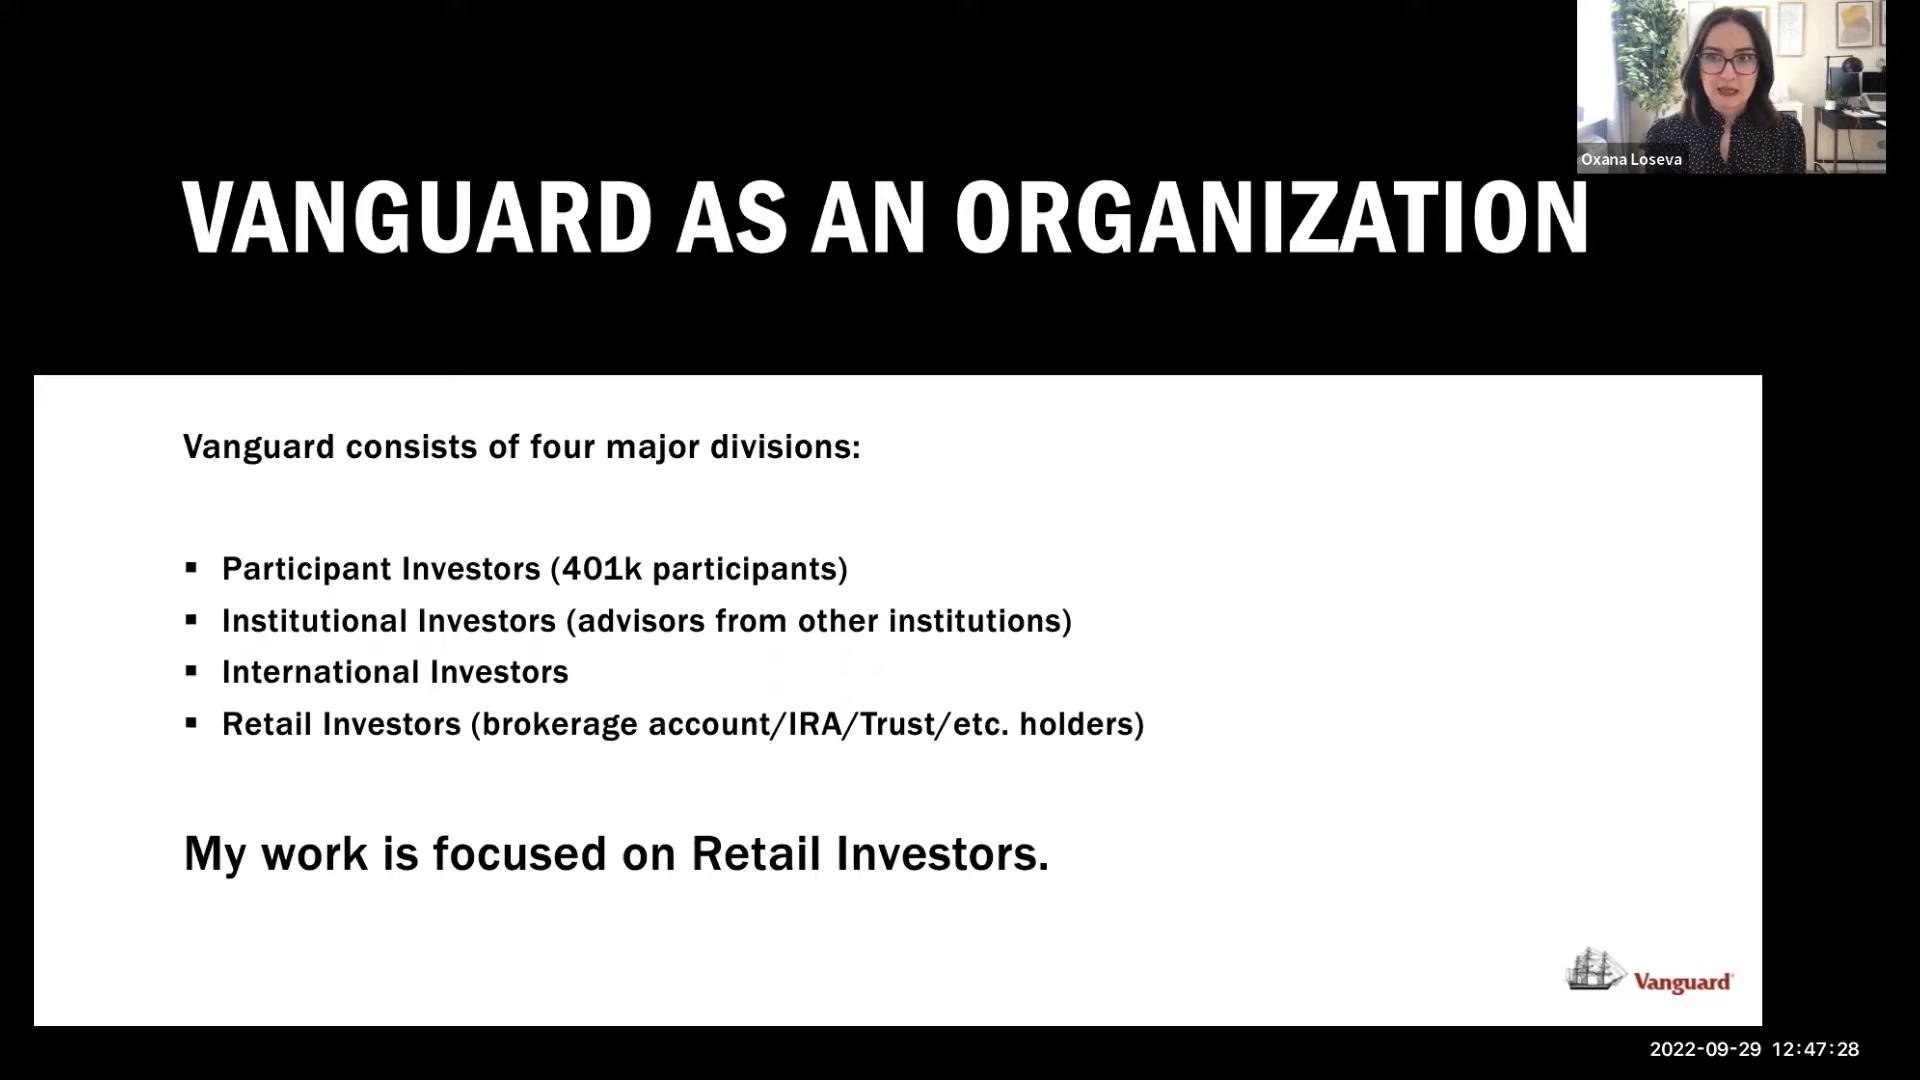 Oxana Loseva
VANGUARD AS AN ORGANIZATION
Vanguard consists of four major divisions:
▪ Participant Investors (401k participants)
▪ Institutional Investors (advisors from other institutions)
▪ International Investors
▪ Retail Investors (brokerage account/IRA/Trust/etc. holders)
My work is focused on Retail Investors.
Vanguard
2022-09-29 12:47:28